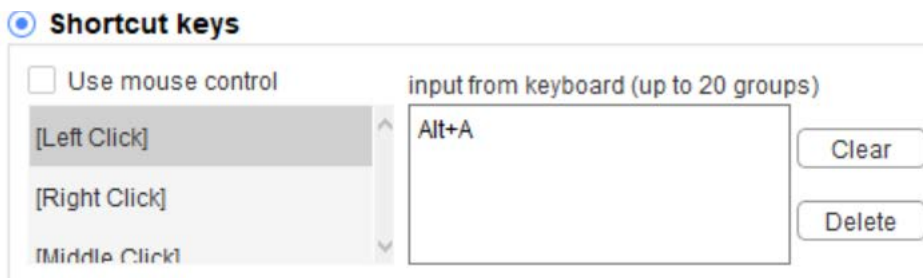 Shortcut keys
Use mouse control
input from keyboard (up to 20 groups)
[Left Click]
Alt+A
Clear
[Right Click]
Delete
[Middle Click]